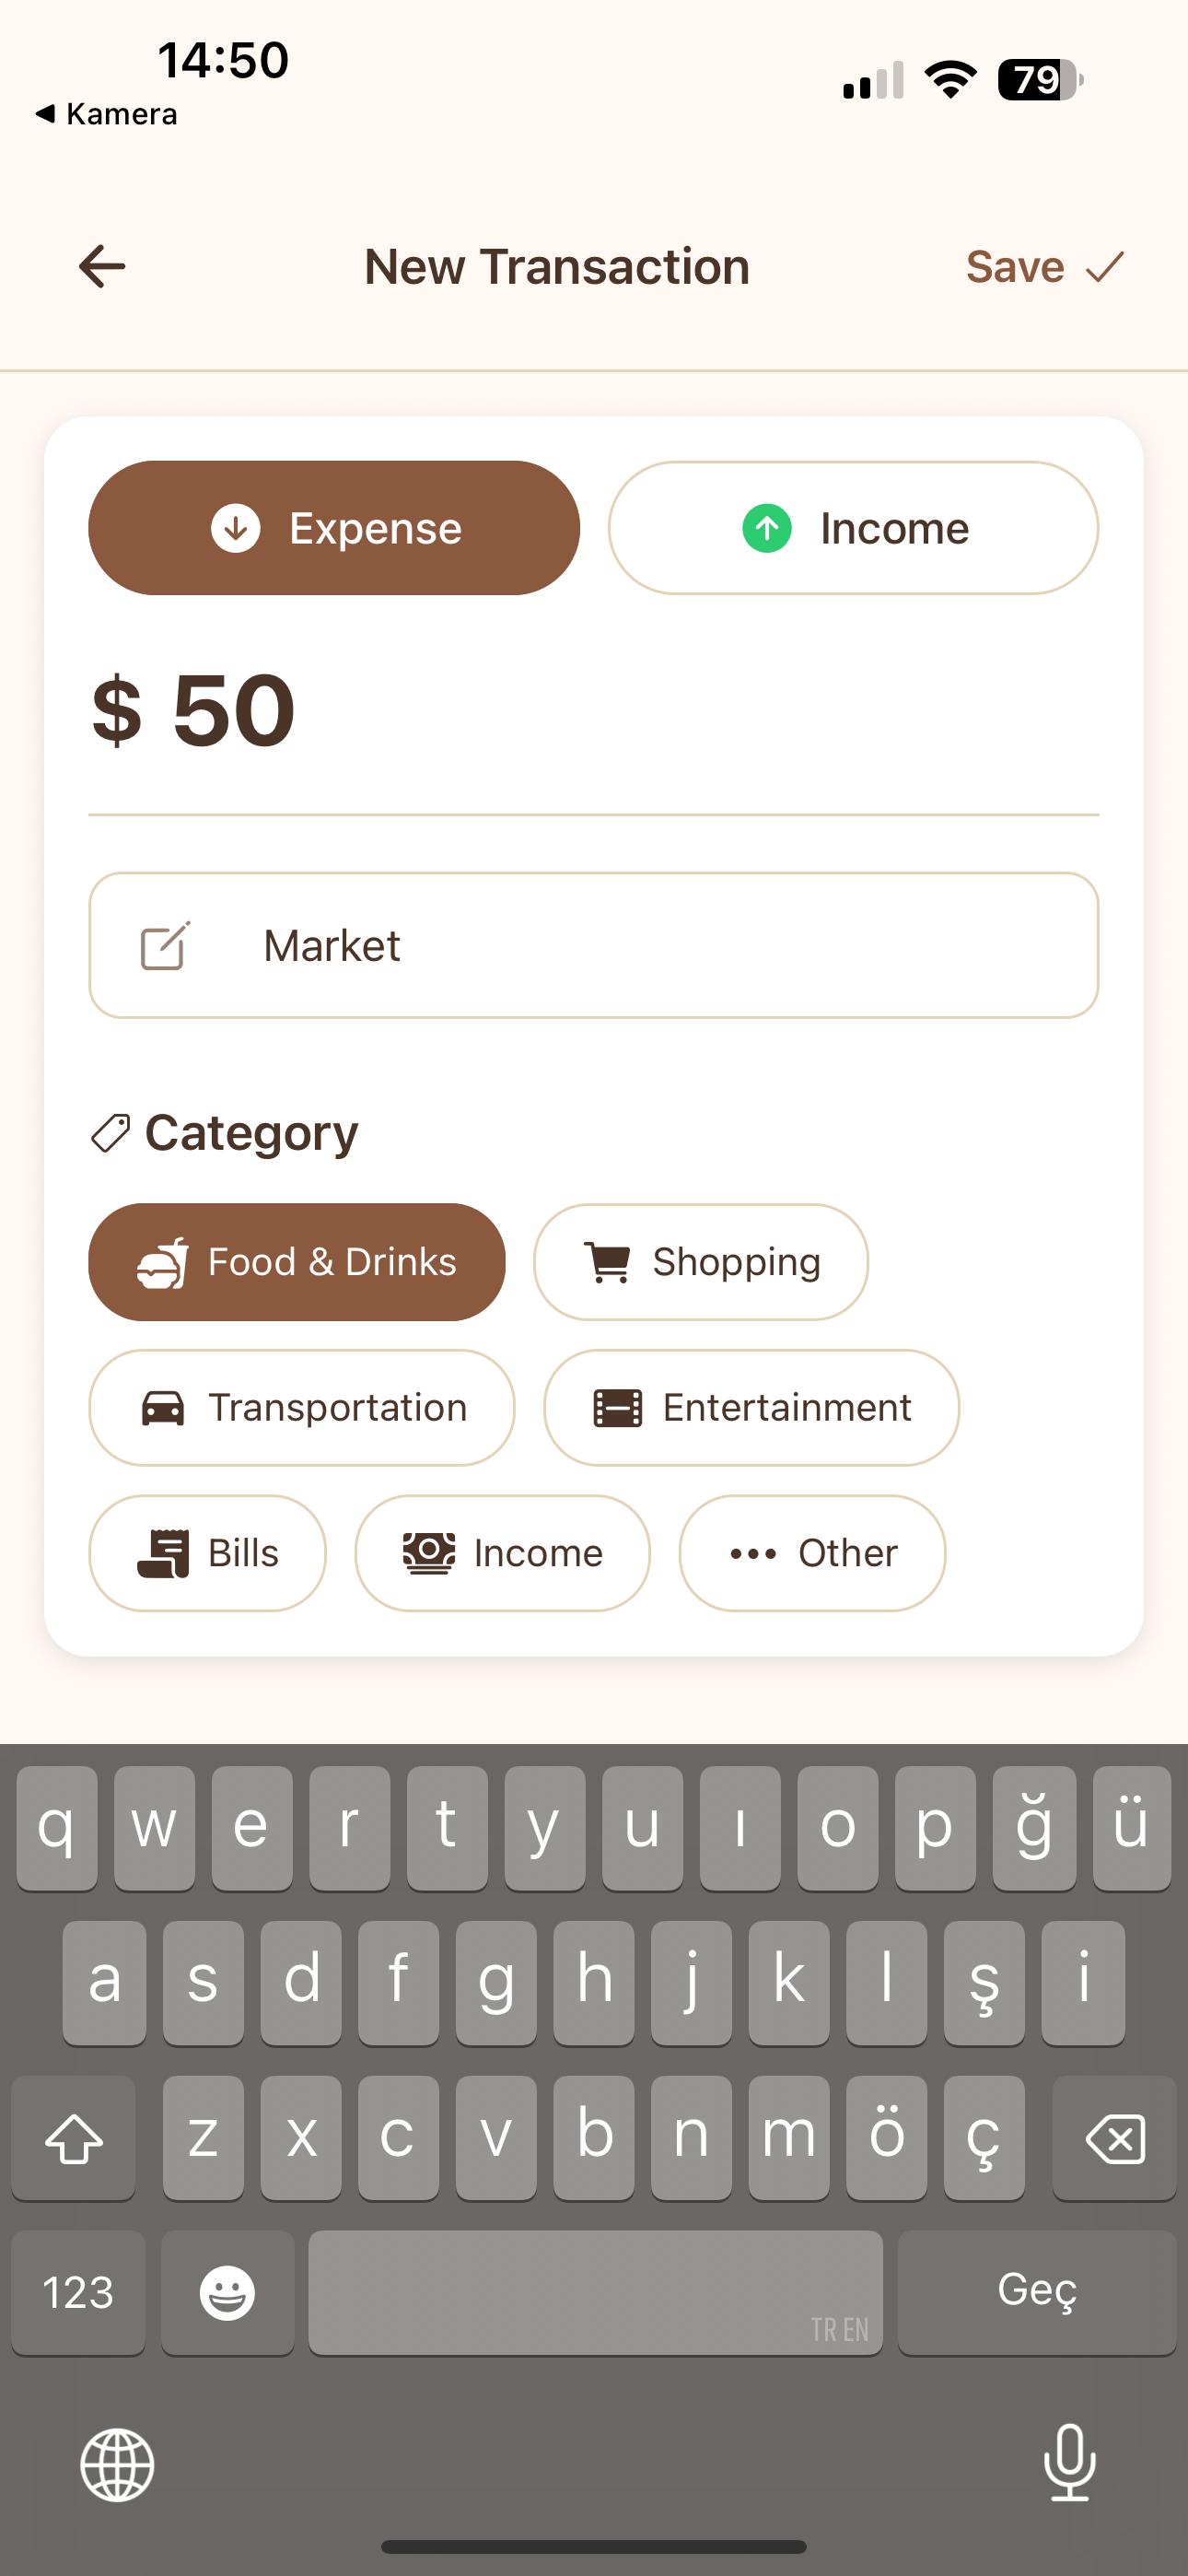 14:50
79
◀ Kamera
New Transaction
Save
Expense
Income
$ 50
Market
Category
Food & Drinks
Shopping
Transportation
Entertainment
Bills
Income
Other
q w e r t y u ı o p ğ ü
a s d f g h j k l ş i
z x c v b n m ö ç
123
TR EN
Geç